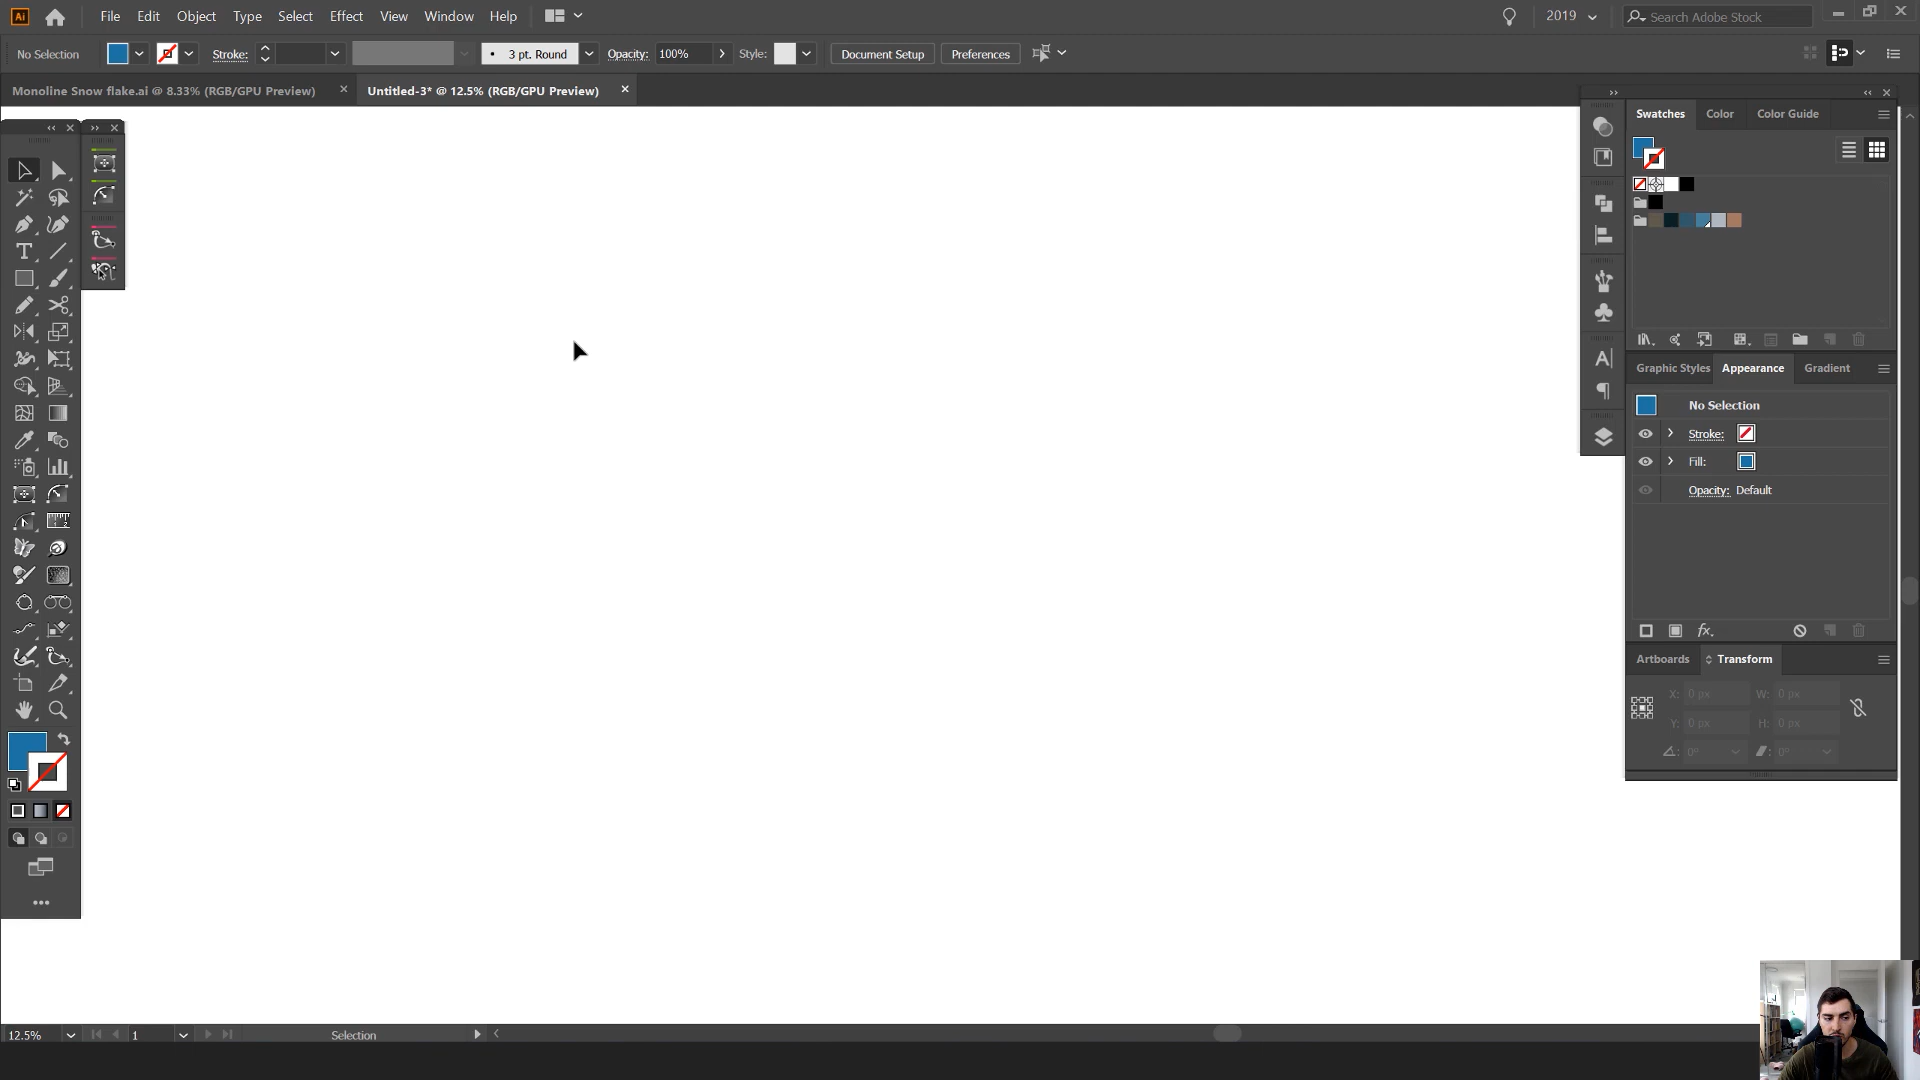 Ai File Edit Object Type Select Effect View Window Help 2019 Search Adobe Stock
No Selection Stroke: 3 pt. Round Opacity: 100% Style: Document Setup Preferences
Monoline Snow flake.ai @ 8.33% (RGB/GPU Preview) Untitled-3* @ 12.5% (RGB/GPU Preview)
Swatches Color Color Guide
Graphic Styles Appearance Gradient
No Selection
Stroke:
Fill:
Opacity: Default
Artboards Transform
X: 0 px W: 0 px
Y: 0 px H: 0 px
0° 0°
12.5% 1 Selection